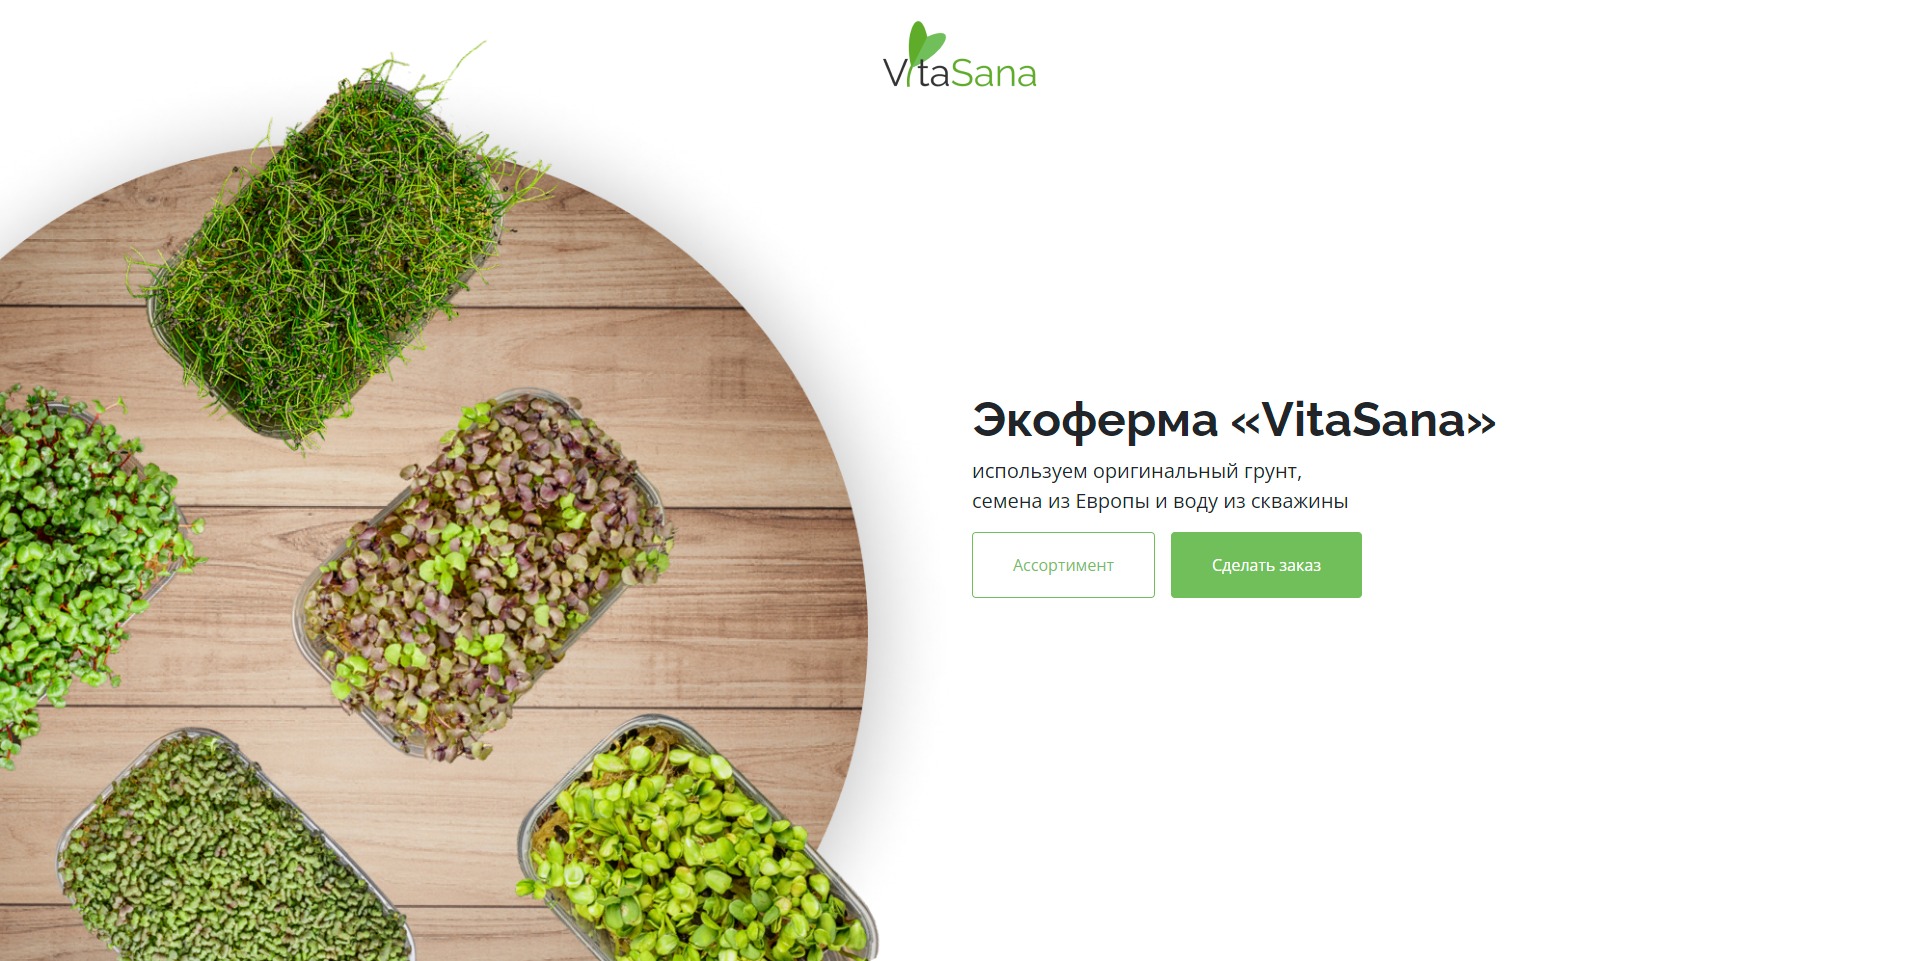 VitaSana
Экоферма «VitaSana»
используем оригинальный грунт,
семена из Европы и воду из скважины
Ассортимент
Сделать заказ